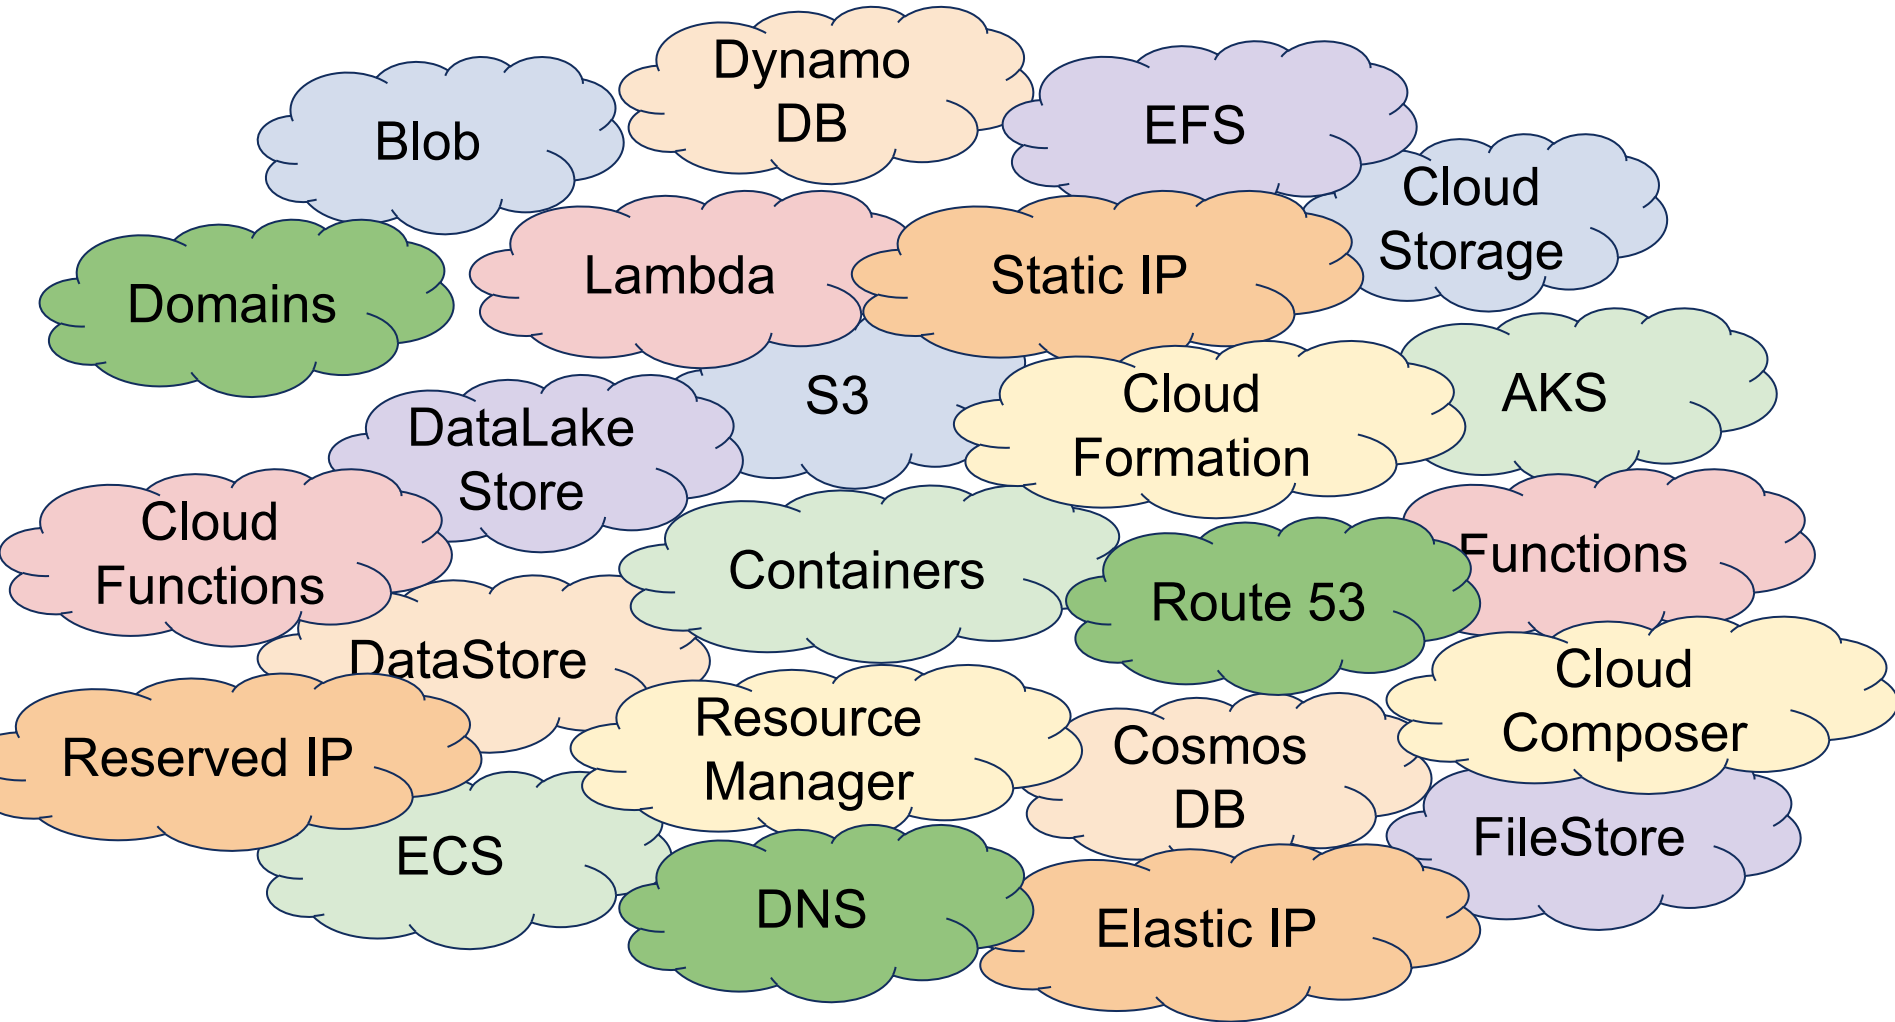 Dynamo
DB
Blob
EFS
Cloud
Storage
Domains
Lambda
Static IP
S3
Cloud
Formation
AKS
DataLake
Store
Cloud
Functions
Containers
Route 53
Functions
DataStore
Reserved IP
Resource
Manager
Cosmos
DB
Cloud
Composer
ECS
DNS
Elastic IP
FileStore